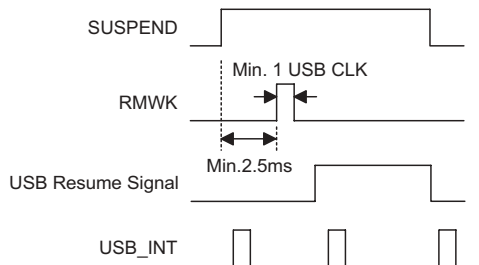 SUSPEND
Min. 1 USB CLK
RMWK
Min.2.5ms
USB Resume Signal
USB_INT